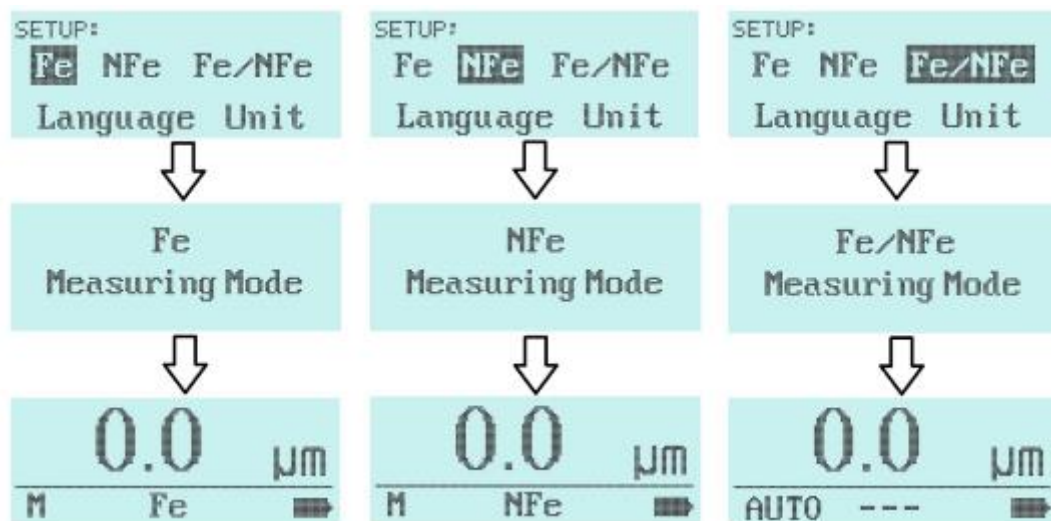 SETUP:
Fe NFe Fe/NFe
Language Unit
Fe
Measuring Mode
0.0 μm
M Fe
SETUP:
Fe NFe Fe/NFe
Language Unit
NFe
Measuring Mode
0.0 μm
M NFe
SETUP:
Fe NFe Fe/NFe
Language Unit
Fe/NFe
Measuring Mode
0.0 μm
AUTO ---